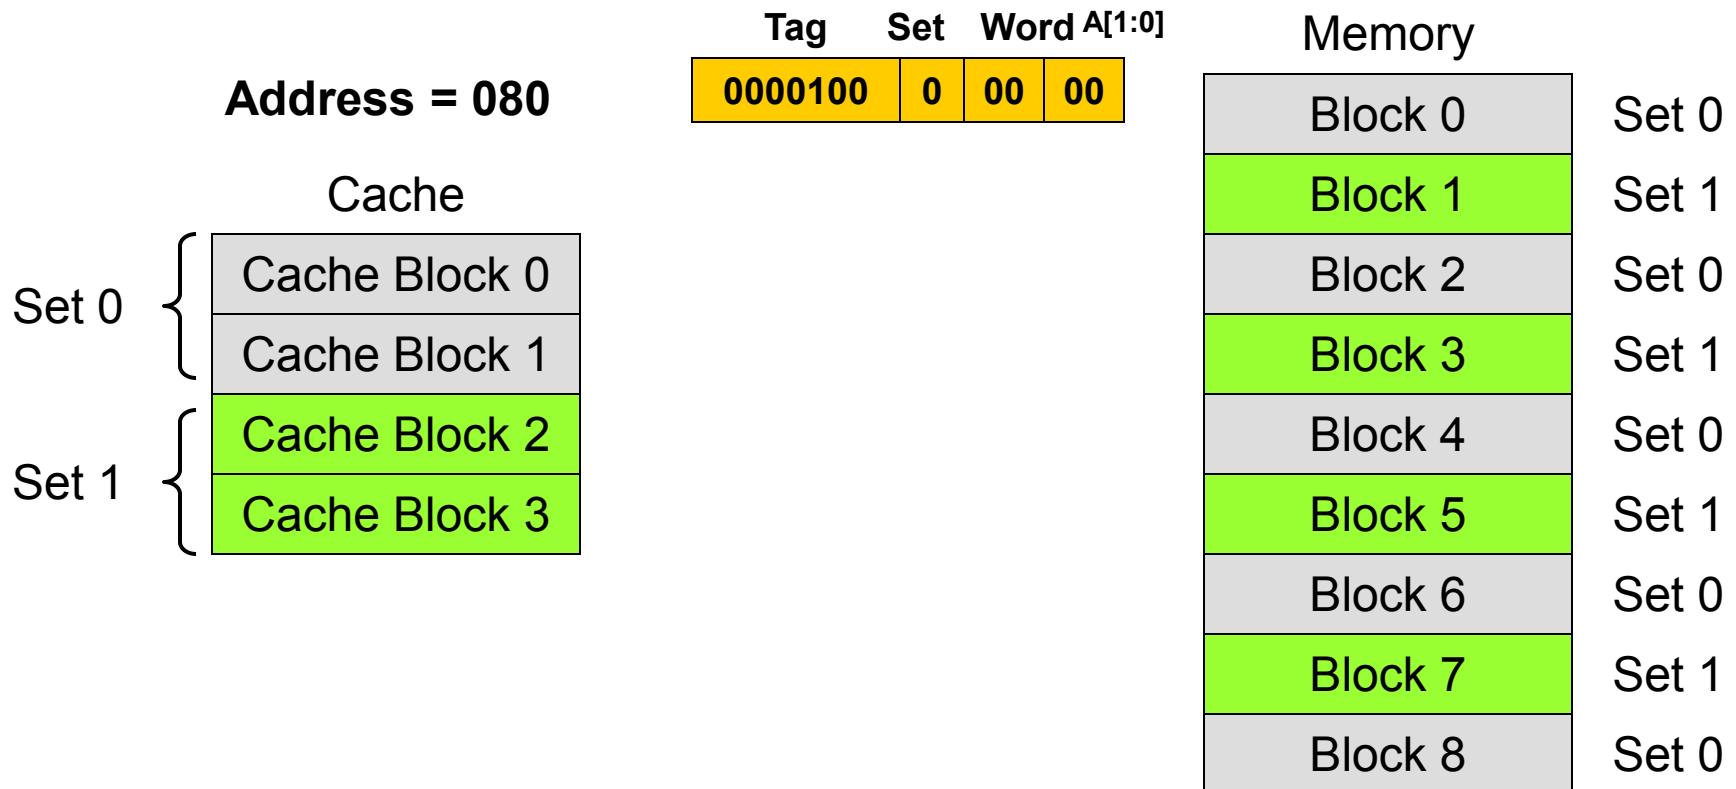 Tag Set Word A[1:0]
Address = 080
0000100 0 00 00
Cache
Set 0
Cache Block 0
Cache Block 1
Set 1
Cache Block 2
Cache Block 3
Memory
Block 0 Set 0
Block 1 Set 1
Block 2 Set 0
Block 3 Set 1
Block 4 Set 0
Block 5 Set 1
Block 6 Set 0
Block 7 Set 1
Block 8 Set 0